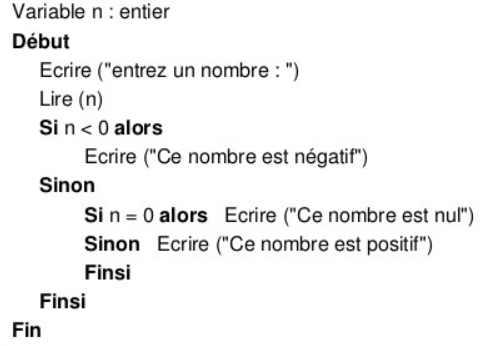 Variable n : entier
Début
Ecrire ("entrez un nombre : ")
Lire (n)
Si n < 0 alors
Ecrire ("Ce nombre est négatif")
Sinon
Si n = 0 alors Ecrire ("Ce nombre est nul")
Sinon Ecrire ("Ce nombre est positif")
Finsi
Finsi
Fin